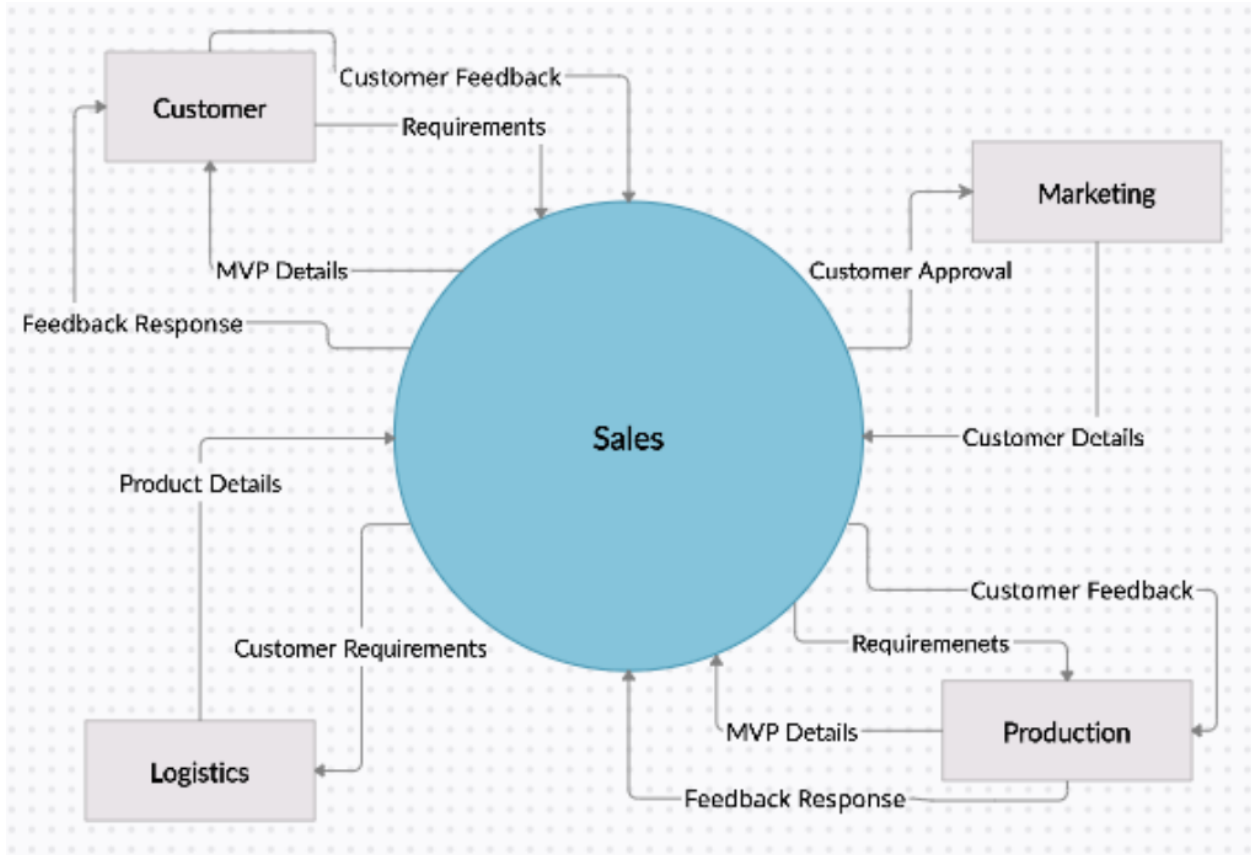 Customer Feedback
Customer
Requirements
Marketing
MVP Details
Customer Approval
Feedback Response
Sales
Customer Details
Product Details
Customer Feedback
Requiremenets
Customer Requirements
MVP Details
Production
Logistics
Feedback Response